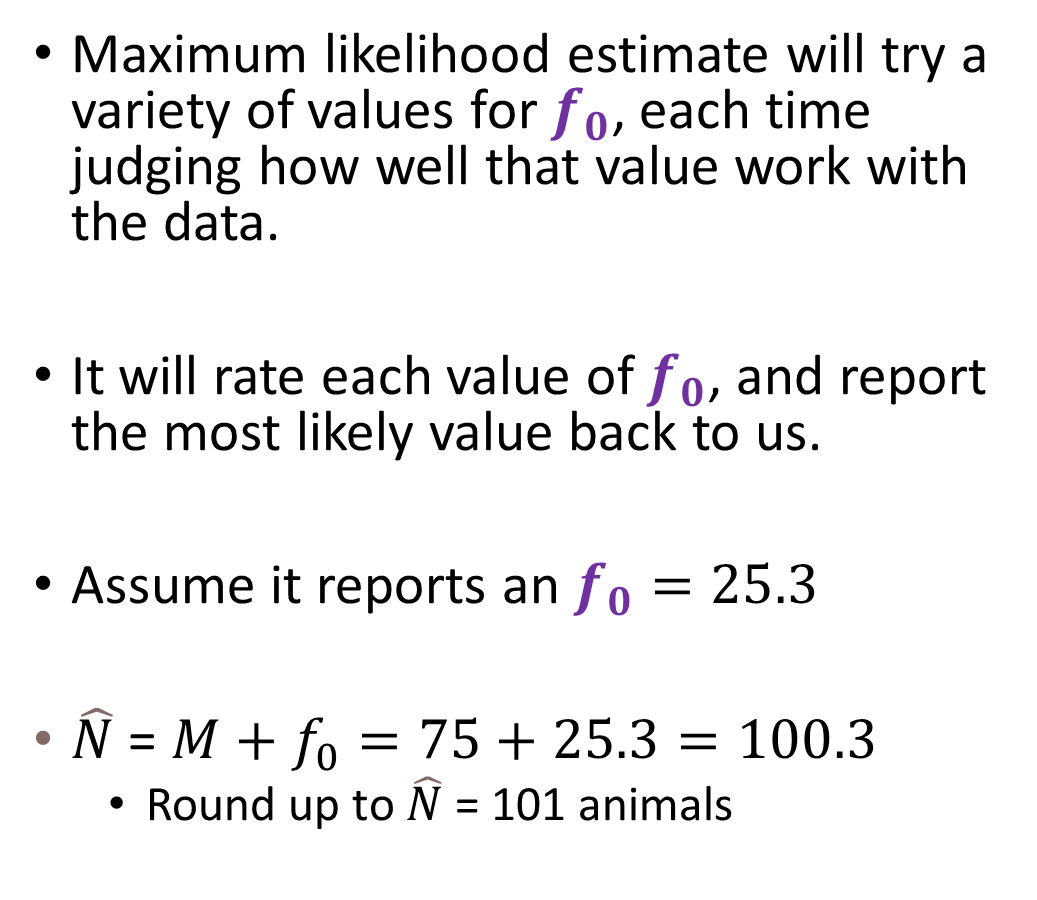 • Maximum likelihood estimate will try a
variety of values for 𝒇₀, each time
judging how well that value work with
the data.
• It will rate each value of 𝒇₀, and report
the most likely value back to us.
• Assume it reports an 𝒇₀ = 25.3
• N̂ = M + f₀ = 75 + 25.3 = 100.3
• Round up to N̂ = 101 animals